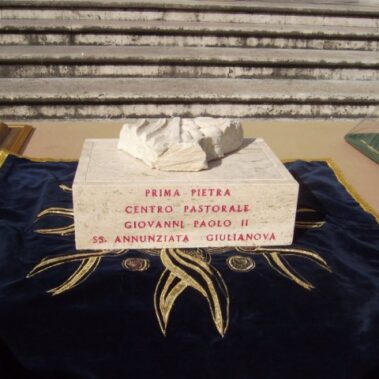 PRIMA PIETRA
CENTRO PASTORALE
GIOVANNI PAOLO II
SS. ANNUNZIATA GIULIANOVA